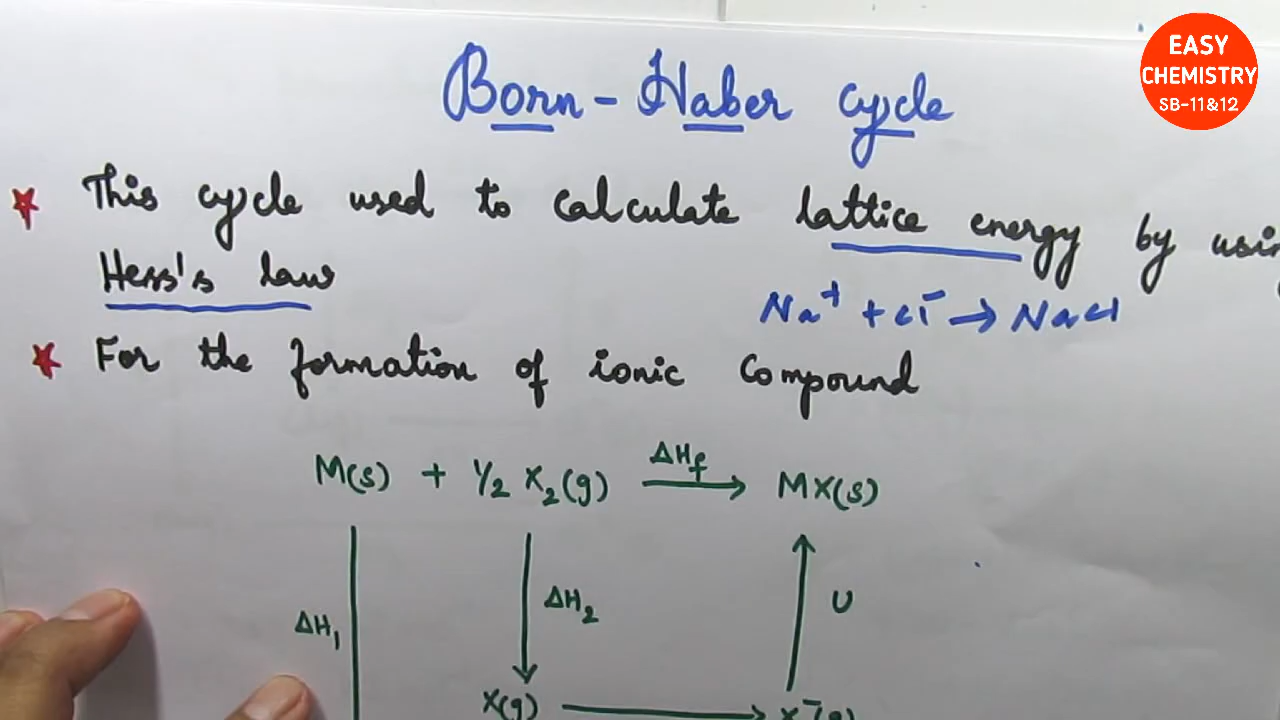 EASY
CHEMISTRY
SB-11&12
Born-Haber cycle
This cycle used to calculate lattice energy by
Hess's law
Na⁺ + Cl⁻ → NaCl
For the formation of ionic compound
M(s) + 1/2 X₂(g) → MX(s)
ΔHf
ΔH₁
ΔH₂
U
X(g) → X⁻(g)